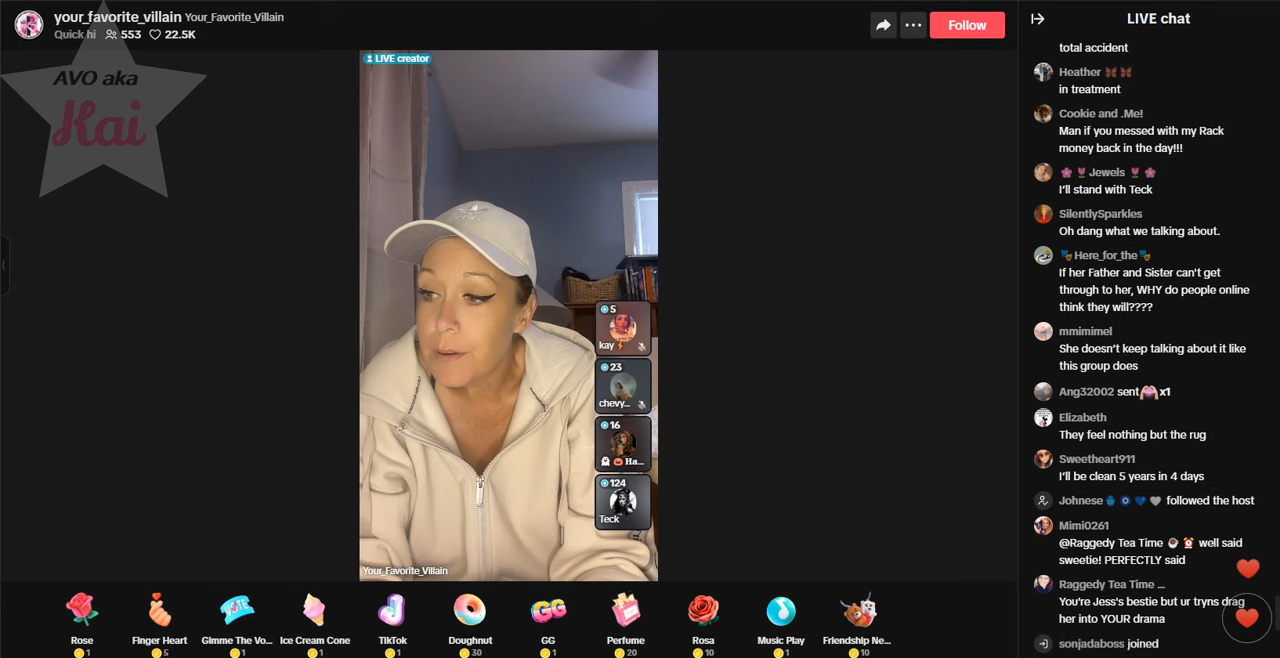 your_favorite_villain Your_Favorite_Villain
Quick hi 553 22.5K
Follow
AVO aka
Kai
LIVE creator
5
kay
23
chevy...
16
Ha...
124
Teck
Your_Favorite_Villain
Rose
1
Finger Heart
5
Gimme The Vo...
1
Ice Cream Cone
1
TikTok
1
Doughnut
30
GG
1
Perfume
20
Rosa
10
Music Play
1
Friendship Ne...
10
LIVE chat
total accident
Heather
in treatment
Cookie and .Me!
Man if you messed with my Rack
money back in the day!!!
Jewels
I'll stand with Teck
SilentlySparkles
Oh dang what we talking about.
Here_for_the
If her Father and Sister can't get
through to her, WHY do people online
think they will????
mmimimel
She doesn't keep talking about it like
this group does
Ang32002 sent x1
Elizabeth
They feel nothing but the rug
Sweetheart911
I'll be clean 5 years in 4 days
Johnese followed the host
Mimi0261
@Raggedy Tea Time well said
sweetie! PERFECTLY said
Raggedy Tea Time ...
You're Jess's bestie but ur tryns drag
her into YOUR drama
sonjadaboss joined